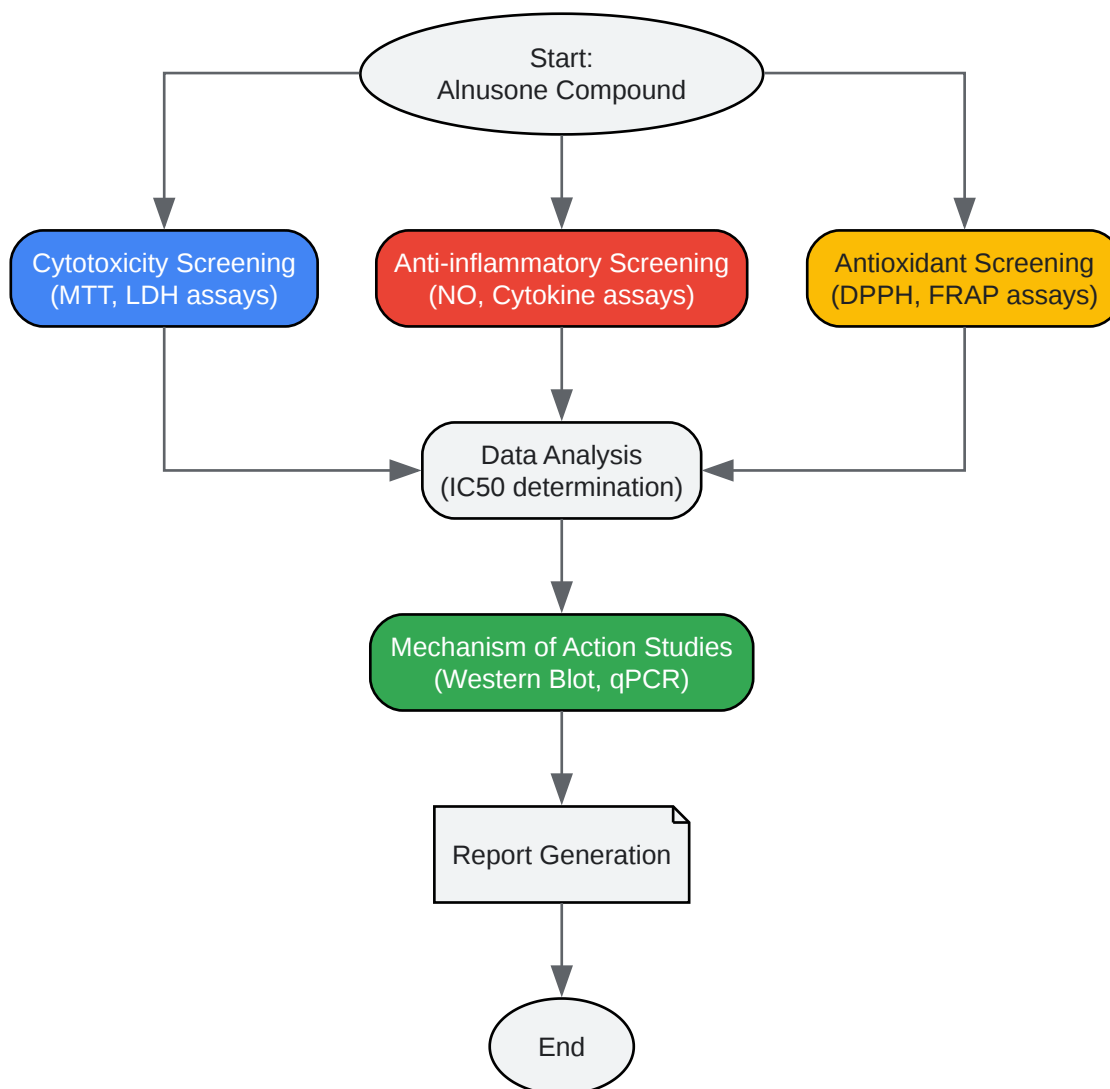 Start:
Alnusone Compound
Cytotoxicity Screening
(MTT, LDH assays)
Anti-inflammatory Screening
(NO, Cytokine assays)
Antioxidant Screening
(DPPH, FRAP assays)
Data Analysis
(IC50 determination)
Mechanism of Action Studies
(Western Blot, qPCR)
Report Generation
End